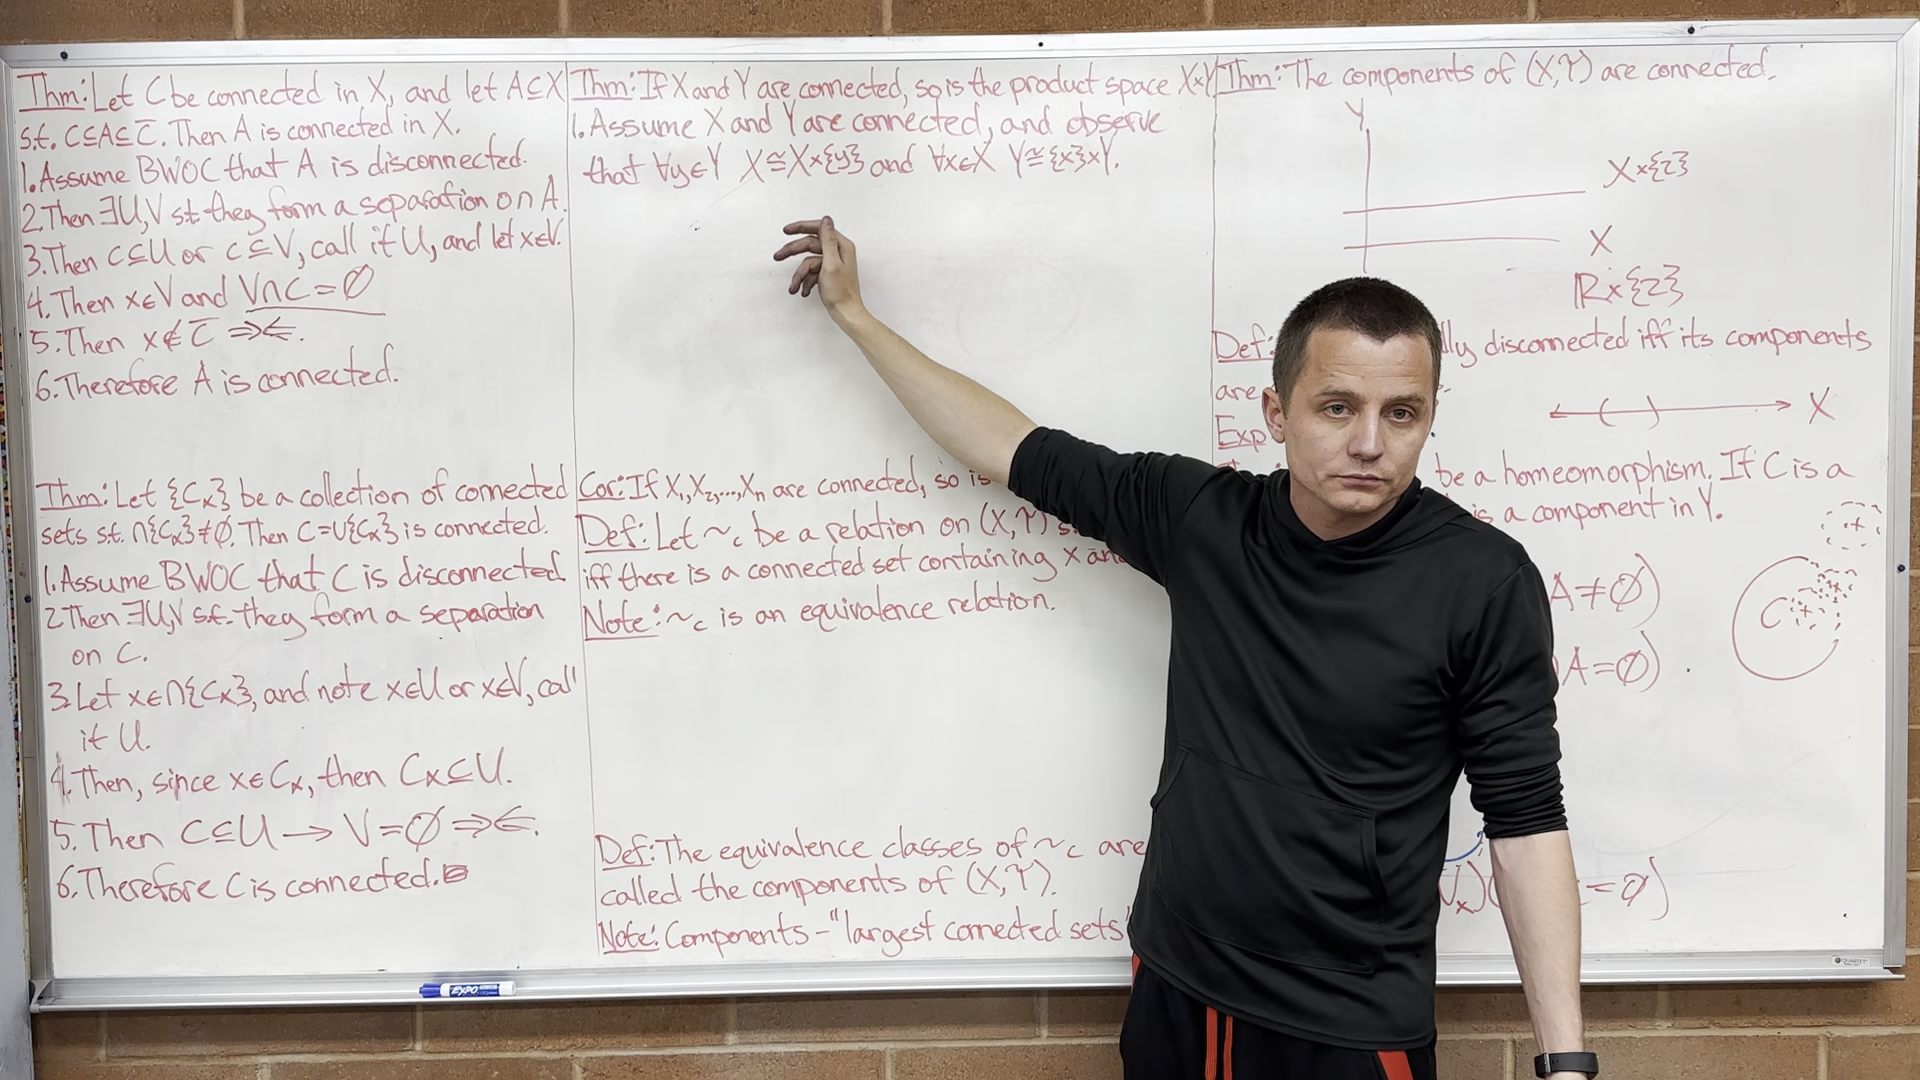 Thm: Let C be connected in X, and let A⊆X
s.t. C⊆A⊆C̅. Then A is connected in X.
1. Assume BWOC that A is disconnected.
2. Then ∃U,V s.t. they form a separation on A.
3. Then C⊆U or C⊆V, call it U, and let x∈V.
4. Then x∈V and V∩C=∅
5. Then x∉C̅ ⇒⇐.
6. Therefore A is connected.
Thm: Let {Cα} be a collection of connected
sets s.t. ∩{Cα}≠∅. Then C=∪{Cα} is connected.
1. Assume BWOC that C is disconnected
2. Then ∃U,V s.t. they form a separation
on C.
3. Let x∈∩{Cα}, and note x∈U or x∈V, call
it U.
4. Then, since x∈Cα, then Cα⊆U.
5. Then C⊆U → V=∅ ⇒⇐.
6. Therefore C is connected.
Thm: If X and Y are connected, so is the product space X×Y
1. Assume X and Y are connected, and observe
that ∀y∈Y X≅X×{y} and ∀x∈X Y≅{x}×Y.
Cor: If X₁,X₂,...,Xn are connected, so is
Def: Let ~c be a relation on (X,𝒯)
iff there is a connected set containing x
Note: ~c is an equivalence relation.
Def: The equivalence classes of ~c are
called the components of (X,𝒯).
Note: Components - "largest connected sets"
Thm: The components of (X,𝒯) are connected.
Y
X×{z}
X
ℝ×{z}
Def: disconnected iff its components
are
X
Exp
be a homeomorphism. If C is a
is a component in Y.
A≠∅)
C
A=∅)
=∅)
EXPO
QUARTET